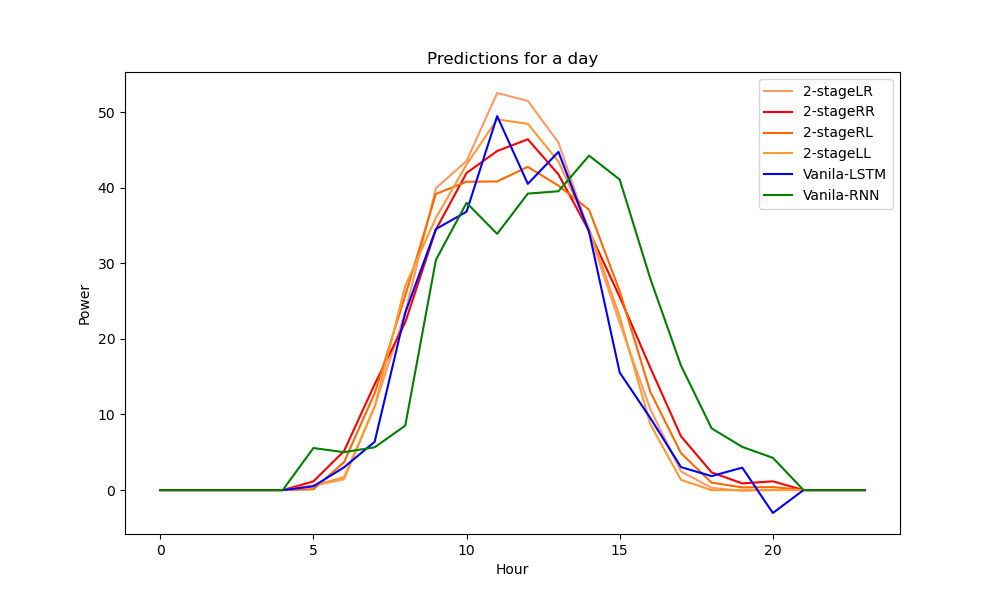 Predictions for a day
2-stageLR
2-stageRR
2-stageRL
2-stageLL
Vanila-LSTM
Vanila-RNN
Power
50
40
30
20
10
0
0 5 10 15 20
Hour